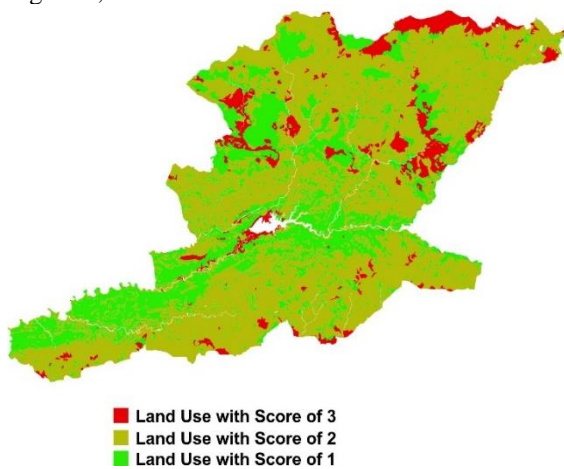 Land Use with Score of 3
Land Use with Score of 2
Land Use with Score of 1